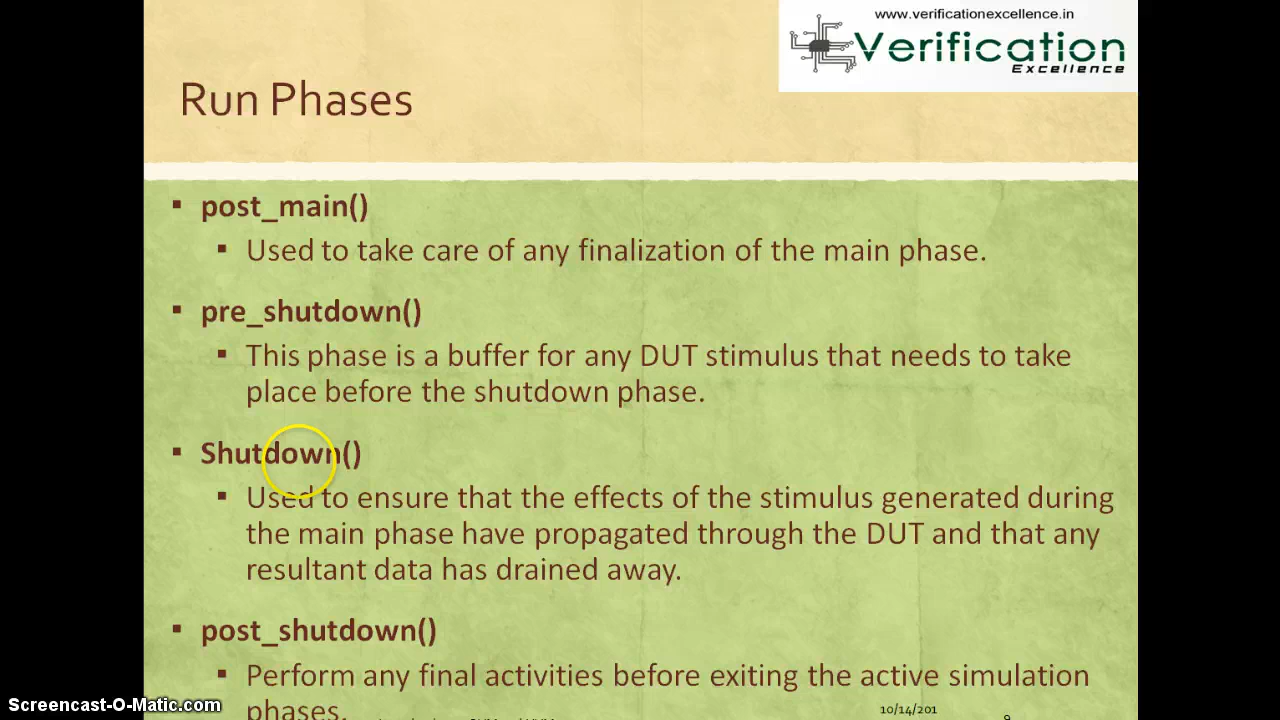 www.verificationexcellence.in
Verification
Excellence
Run Phases
▪ post_main()
▪ Used to take care of any finalization of the main phase.
▪ pre_shutdown()
▪ This phase is a buffer for any DUT stimulus that needs to take
place before the shutdown phase.
▪ Shutdown()
▪ Used to ensure that the effects of the stimulus generated during
the main phase have propagated through the DUT and that any
resultant data has drained away.
▪ post_shutdown()
▪ Perform any final activities before exiting the active simulation
phases.
10/14/201
9
Screencast-O-Matic.com